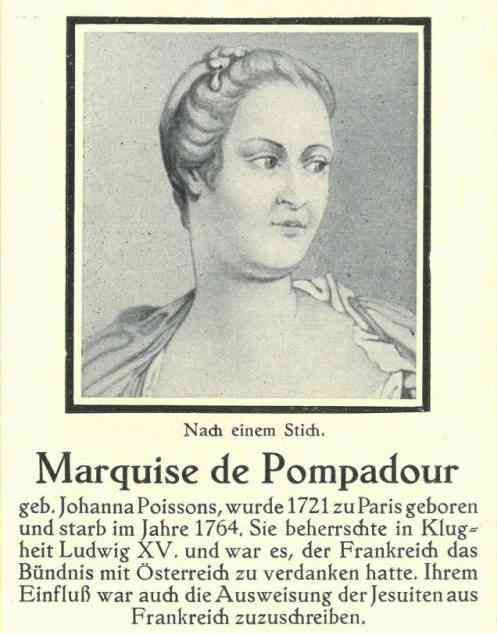 Nach einem Stich.
Marquise de Pompadour
geb. Johanna Poissons, wurde 1721 zu Paris geboren
und starb im Jahre 1764. Sie beherrschte in Klug-
heit Ludwig XV. und war es, der Frankreich das
Bündnis mit Österreich zu verdanken hatte. Ihrem
Einfluß war auch die Ausweisung der Jesuiten aus
Frankreich zuzuschreiben.